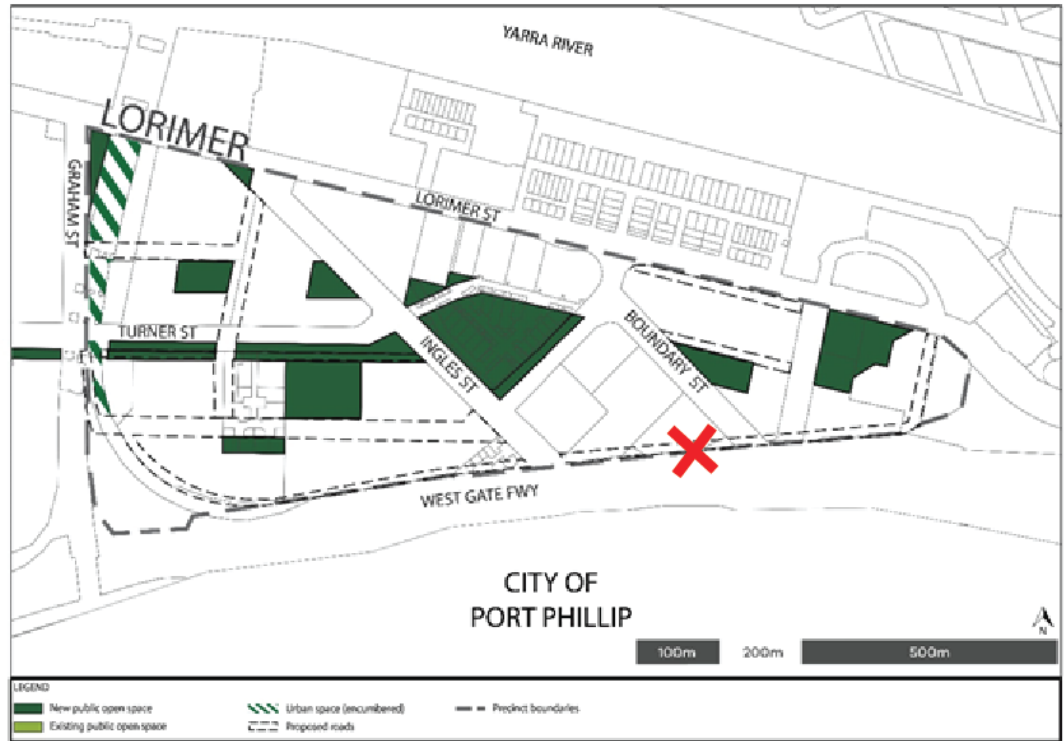 YARRA RIVER
LORIMER
GRAHAM ST
LORIMER ST
TURNER ST
INGLES ST
BOUNDARY ST
WEST GATE FWY
CITY OF
PORT PHILLIP
N
100m 200m 500m
LEGEND
New public open space
Urban space (encumbered)
Precinct boundaries
Existing public open space
Proposed roads